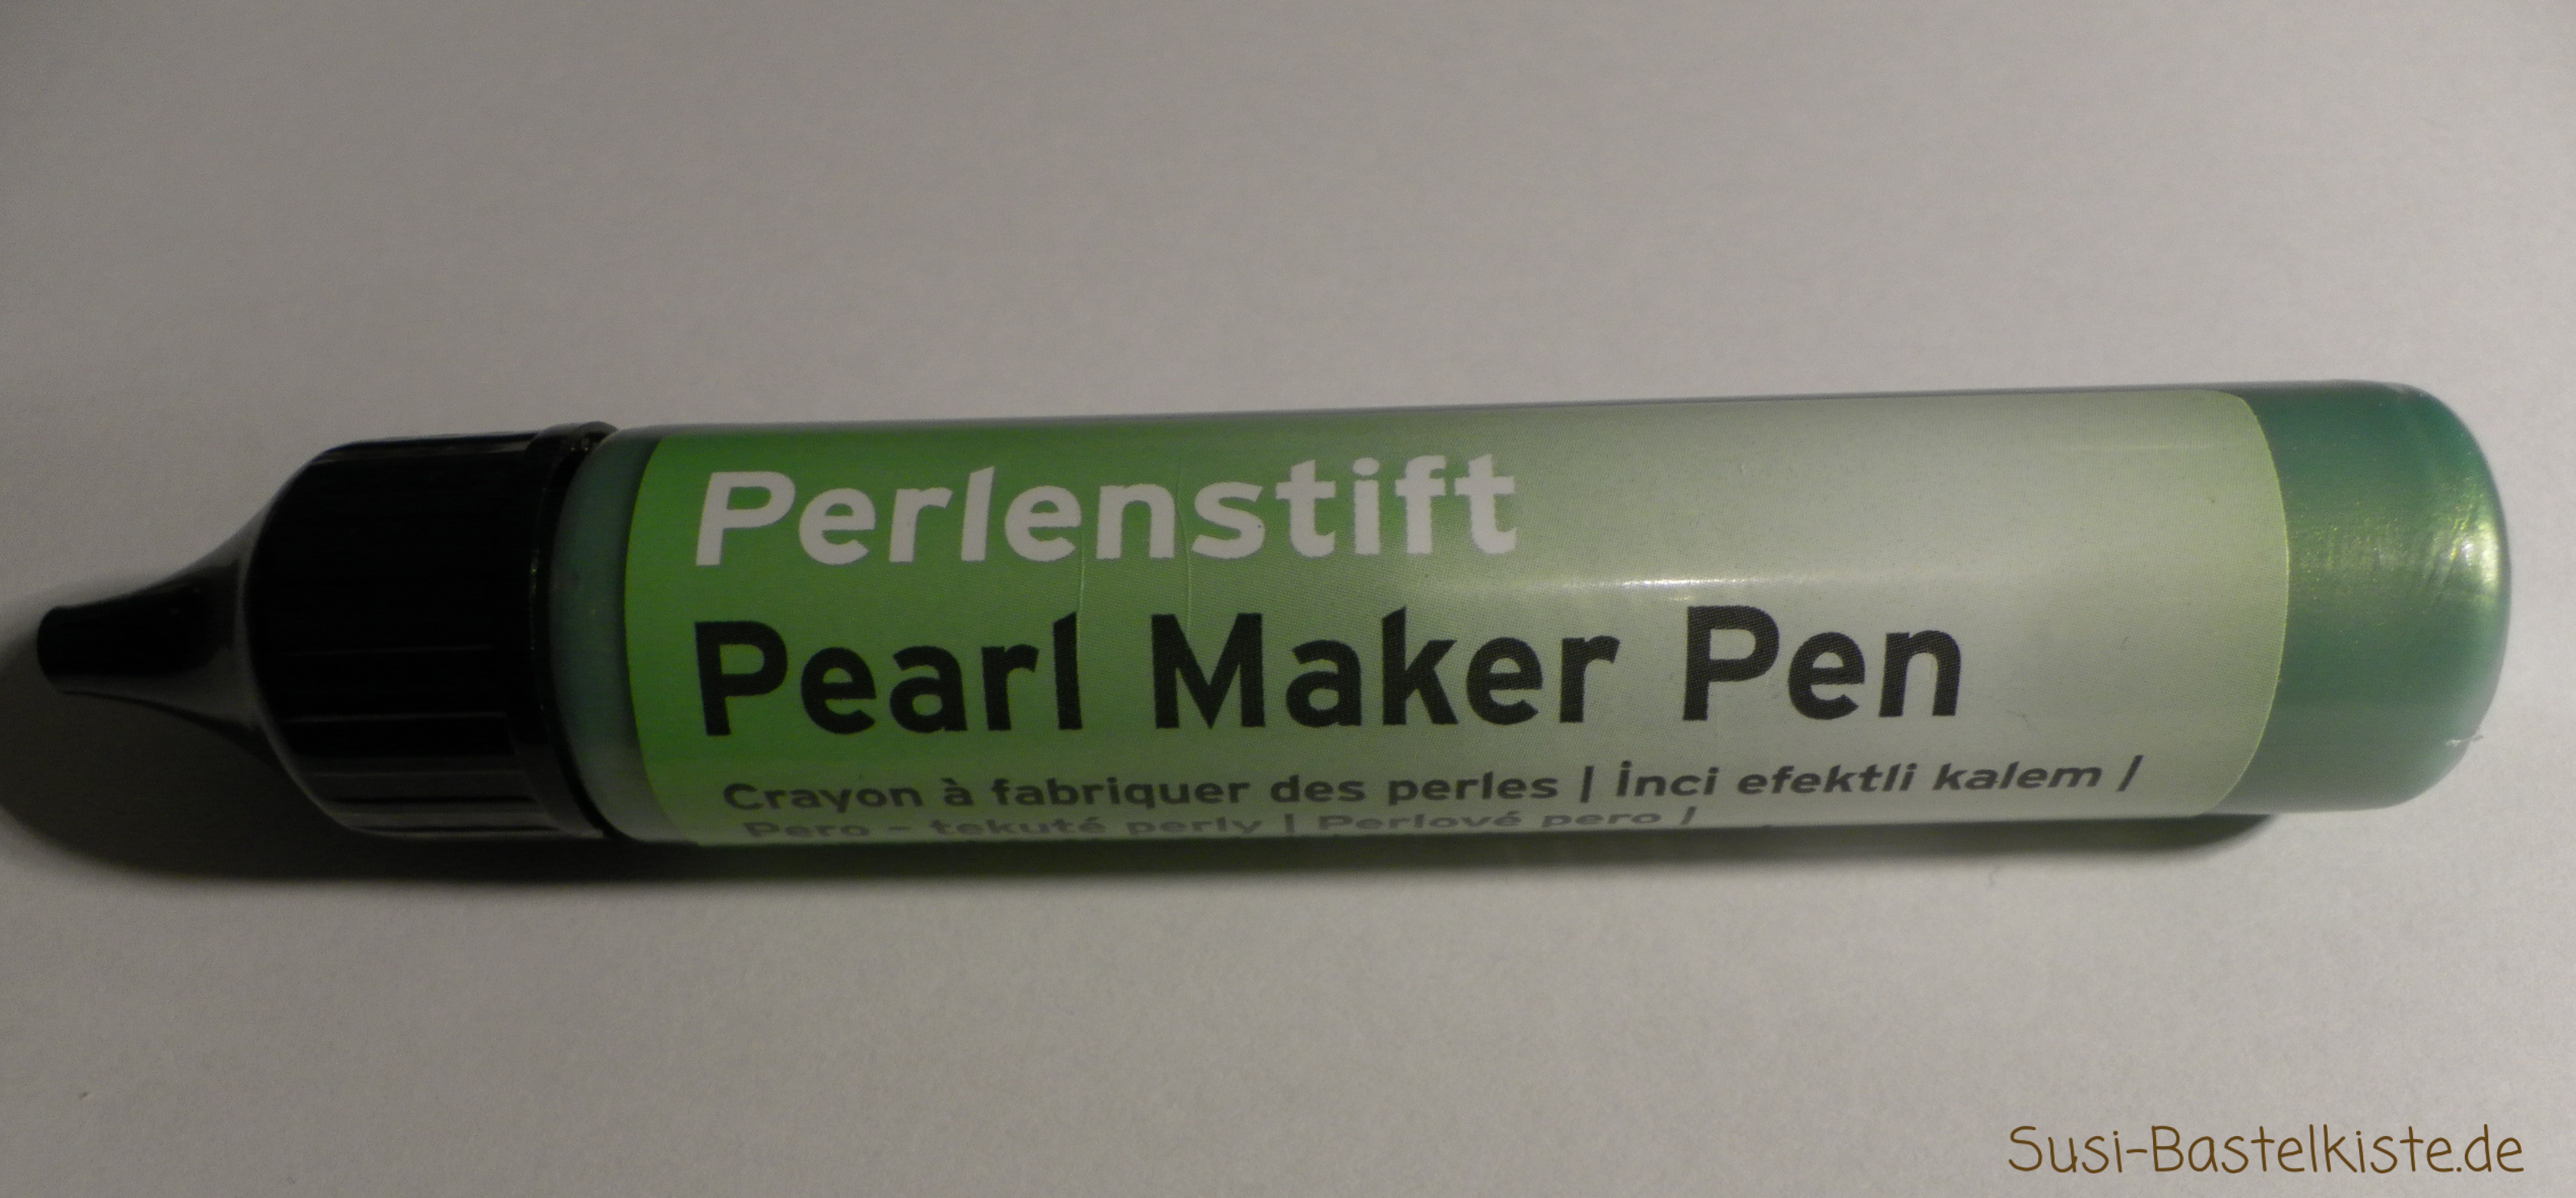 Perlenstift
Pearl Maker Pen
Crayon à fabriquer des perles | İnci efektli kalem /
Pero - tekuté perly | Perlové pero /
Susi-Bastelkiste.de